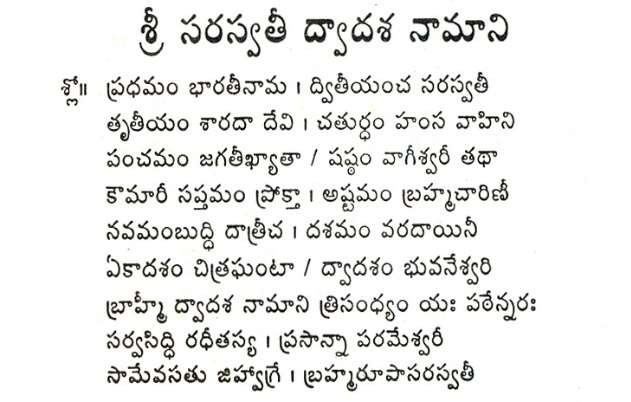 శ్రీ సరస్వతీ ద్వాదశ నామాని
శ్లో॥ ప్రధమం భారతీనామ । ద్వితీయంచ సరస్వతీ
తృతీయం శారదా దేవి । చతుర్ధం హంస వాహిని
పంచమం జగతీఖ్యాతా / షష్ఠం వాగీశ్వరీ తథా
కౌమారీ సప్తమం ప్రోక్తా । అష్టమం బ్రహ్మచారిణీ
నవమంబుద్ధి దాత్రీచ । దశమం వరదాయినీ
ఏకాదశం చిత్రఘంటా / ద్వాదశం భువనేశ్వరి
బ్రాహ్మీ ద్వాదశ నామాని త్రిసంధ్యం యః పఠేన్నరః
సర్వసిద్ధి రధీతస్య । ప్రసాన్నా పరమేశ్వరీ
సామేవసతు జిహ్వాగ్రే । బ్రహ్మరూపాసరస్వతీ